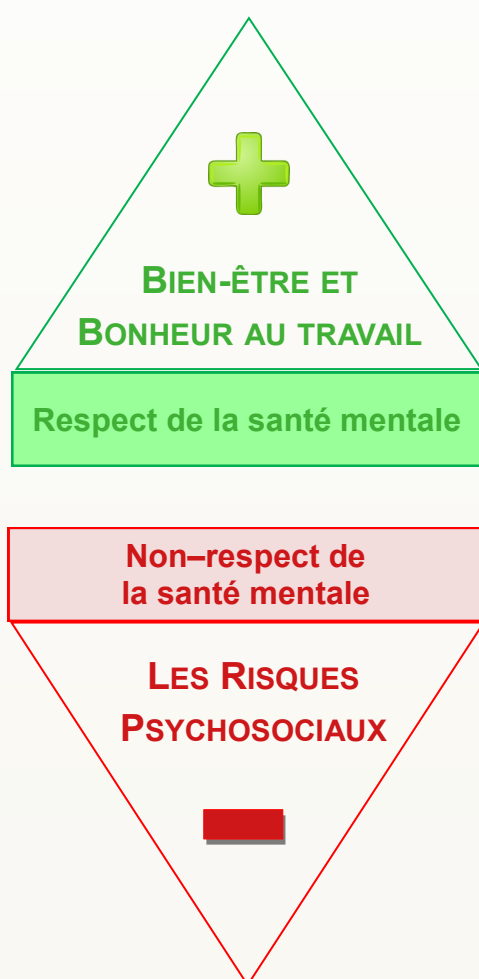 BIEN-ÊTRE ET
BONHEUR AU TRAVAIL
Respect de la santé mentale
Non–respect de
la santé mentale
LES RISQUES
PSYCHOSOCIAUX